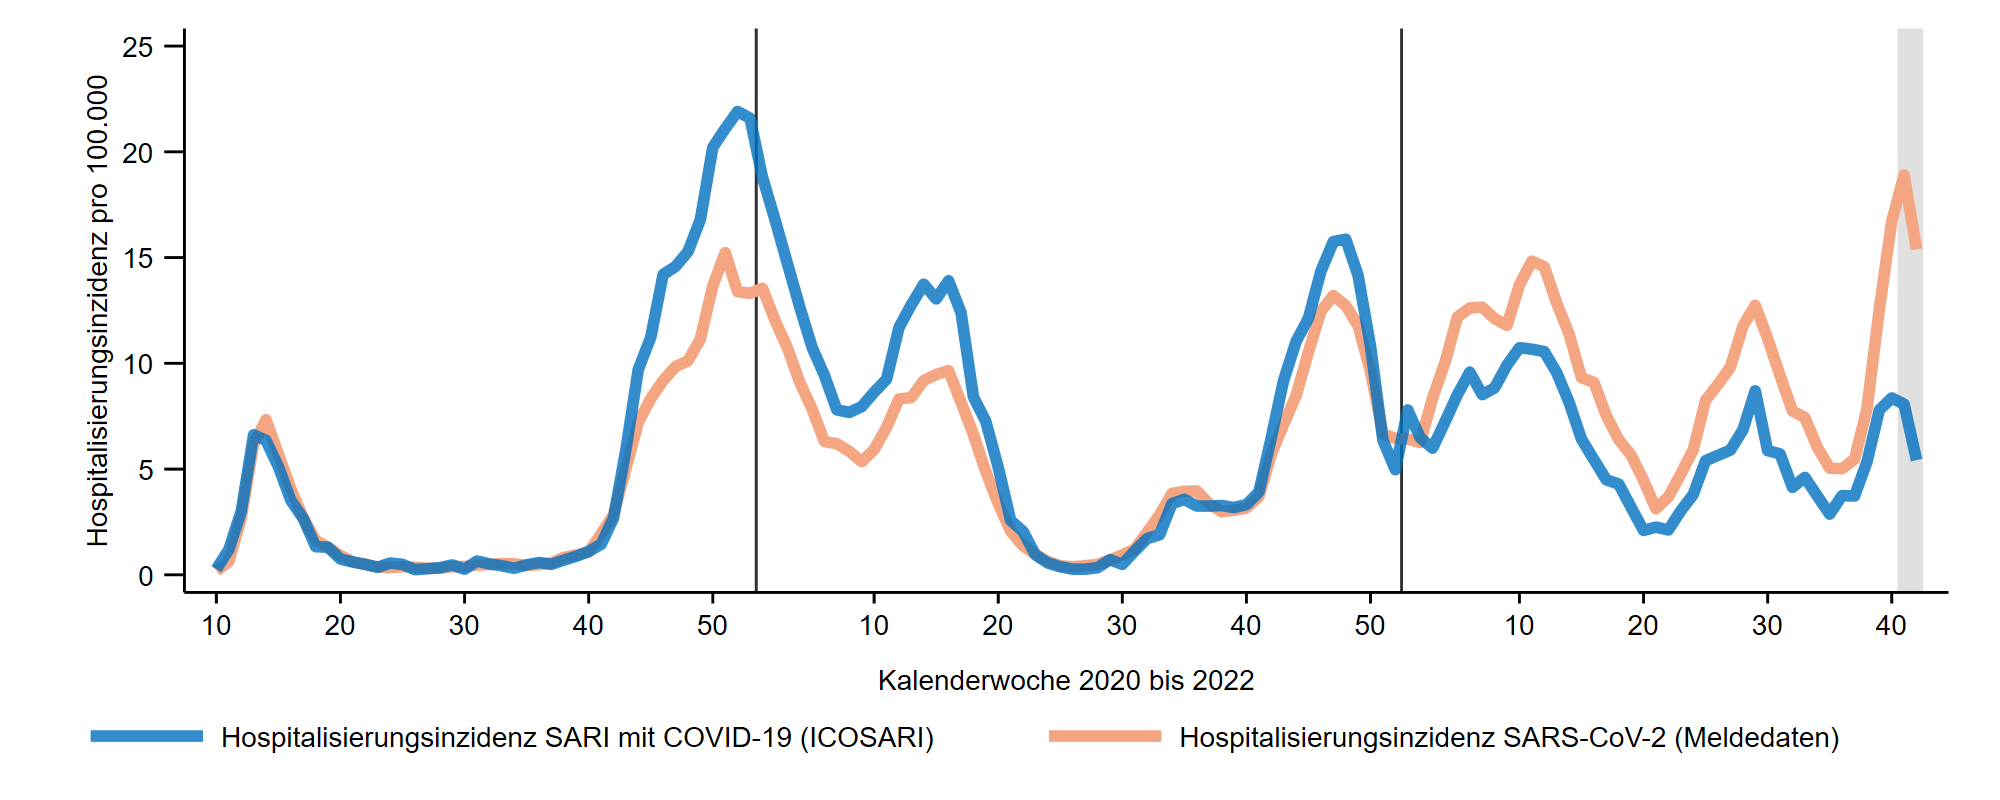 Hospitalisierungsinzidenz pro 100.000
25
20
15
10
5
0
10 20 30 40 50 10 20 30 40 50 10 20 30 40
Kalenderwoche 2020 bis 2022
Hospitalisierungsinzidenz SARI mit COVID-19 (ICOSARI) Hospitalisierungsinzidenz SARS-CoV-2 (Meldedaten)